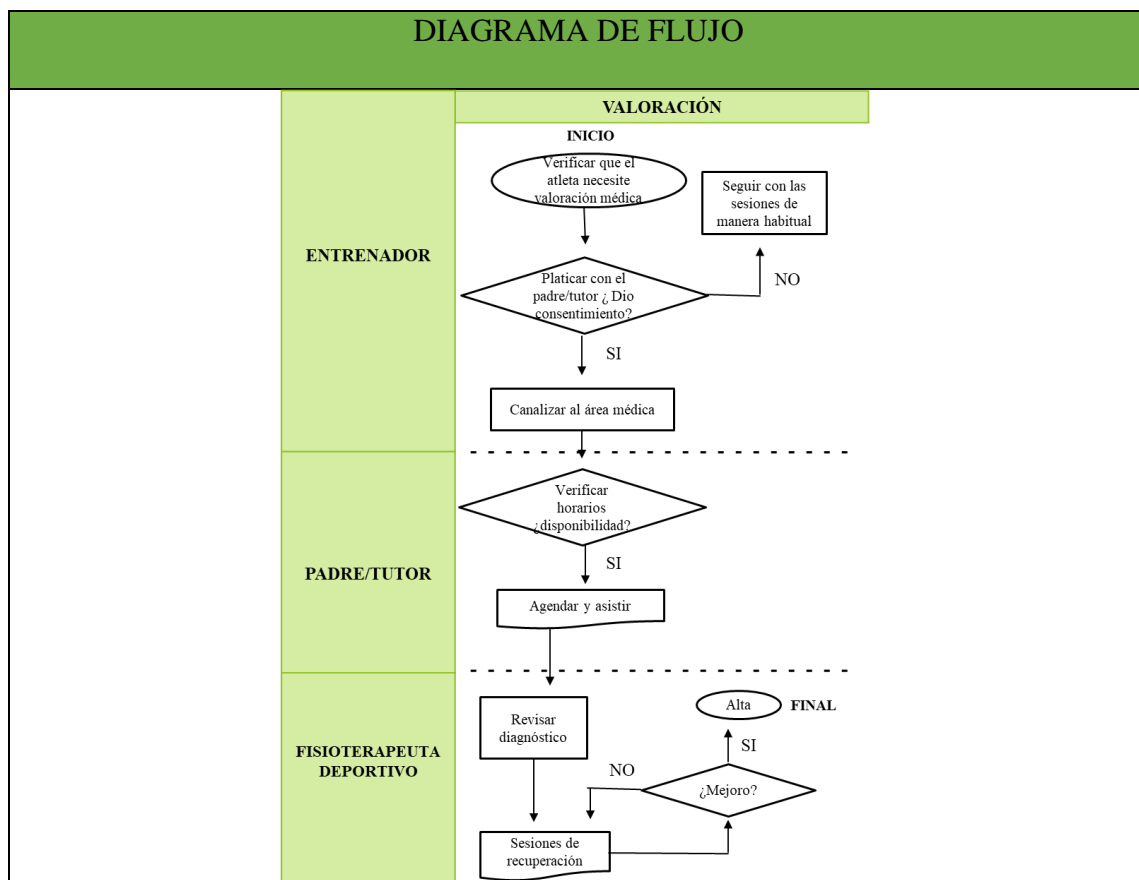 DIAGRAMA DE FLUJO
VALORACIÓN
ENTRENADOR
INICIO
Verificar que el
atleta necesite
valoración médica
Seguir con las
sesiones de
manera habitual
Platicar con el
padre/tutor ¿ Dio
consentimiento?
NO
SI
Canalizar al área médica
PADRE/TUTOR
Verificar
horarios
¿disponibilidad?
SI
Agendar y asistir
FISIOTERAPEUTA
DEPORTIVO
Revisar
diagnóstico
Alta
FINAL
SI
NO
¿Mejoro?
Sesiones de
recuperación